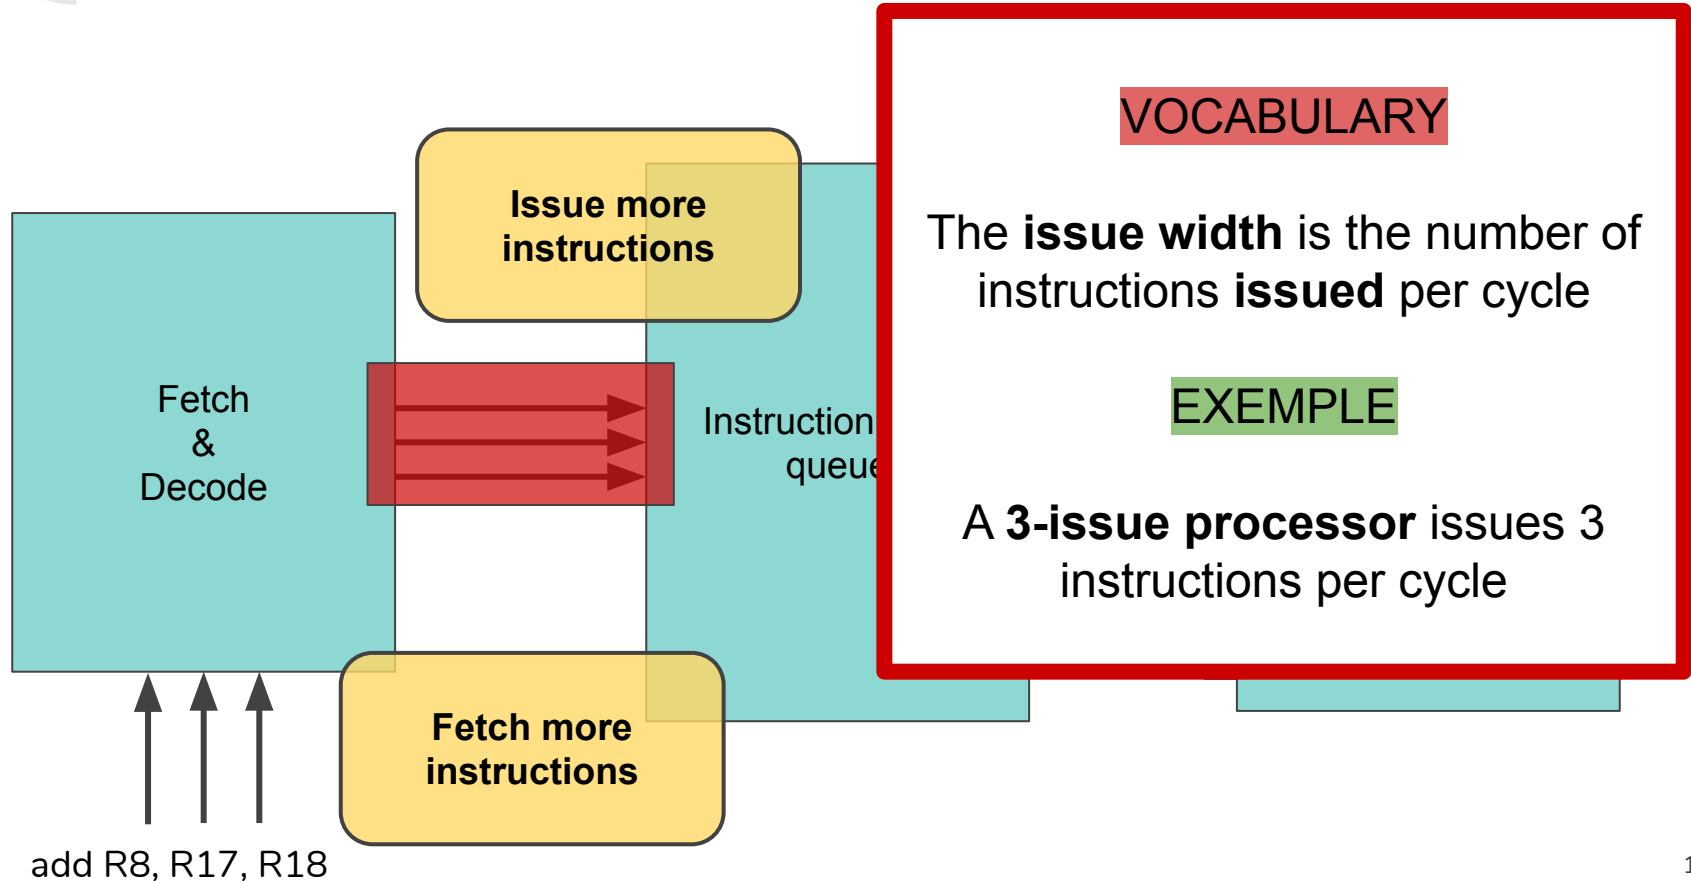 VOCABULARY
The issue width is the number of
instructions issued per cycle
EXEMPLE
A 3-issue processor issues 3
instructions per cycle
Issue more
instructions
Fetch
&
Decode
Instruction
queue
Fetch more
instructions
add R8, R17, R18
1